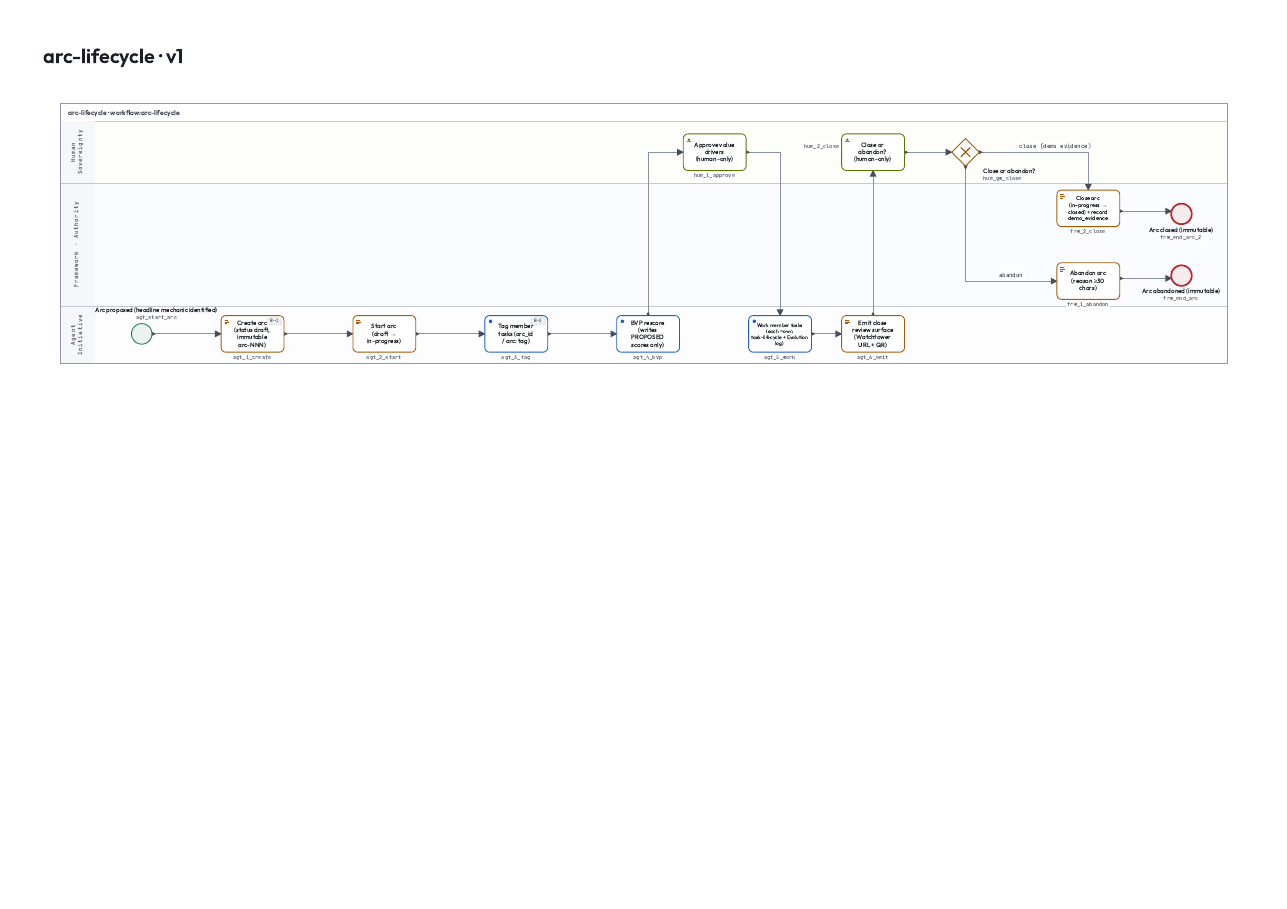 arc-lifecycle · v1
arc-lifecycle · workflow:arc-lifecycle
Human
Sovereignty
Approve value
drivers
(human-only)
hum_1_approve
hum_2_close
Close or
abandon?
(human-only)
close (demo evidence)
Close or abandon?
hum_gw_close
Framework · Authority
Close arc
(in-progress →
closed) + record
demo_evidence
frm_2_close
Arc closed (immutable)
frm_end_arc_2
abandon
Abandon arc
(reason ≥30
chars)
frm_1_abandon
Arc abandoned (immutable)
frm_end_arc
Agent
Initiative
Arc proposed (headline mechanic identified)
agt_start_arc
Create arc
(status draft,
immutable
arc-NNN)
agt_1_create
Start arc
(draft →
in-progress)
agt_2_start
Tag member
tasks (arc_id
/ arc: tag)
agt_3_tag
BVP rescore
(writes
PROPOSED
scores only)
agt_4_bvp
Work member tasks
(each → own
task-lifecycle + Evolution
log)
agt_5_work
Emit close
review surface
(Watchtower
URL + QR)
agt_6_emit